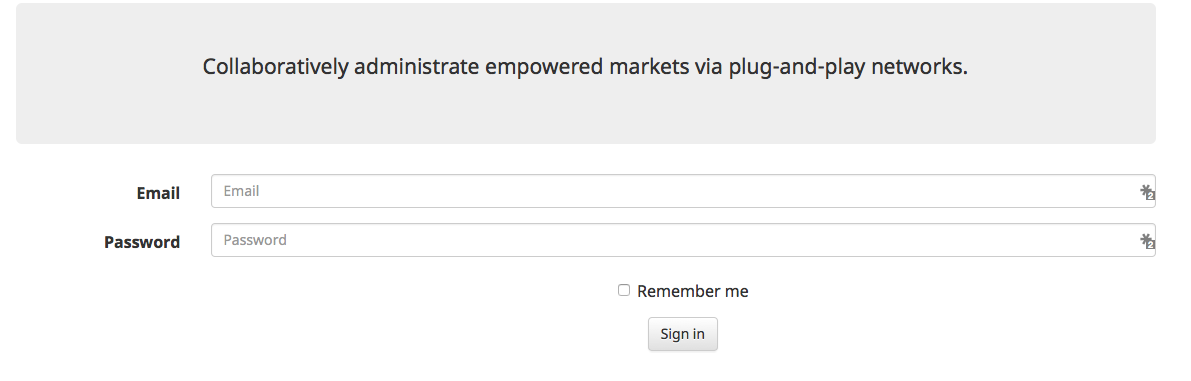 Collaboratively administrate empowered markets via plug-and-play networks.
Email Email
Password Password
Remember me
Sign in